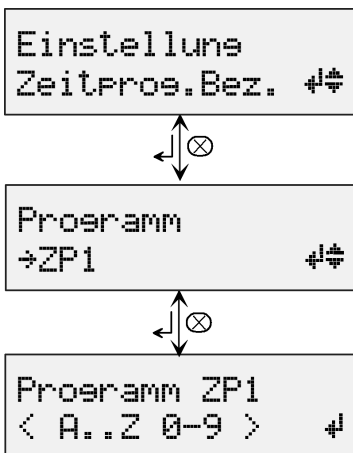 Einstellung
Zeitprog.Bez. ↲♦
↲ ⊗
Programm
→ZP1 ↲♦
↲ ⊗
Programm ZP1
< A..Z 0-9 > ↲